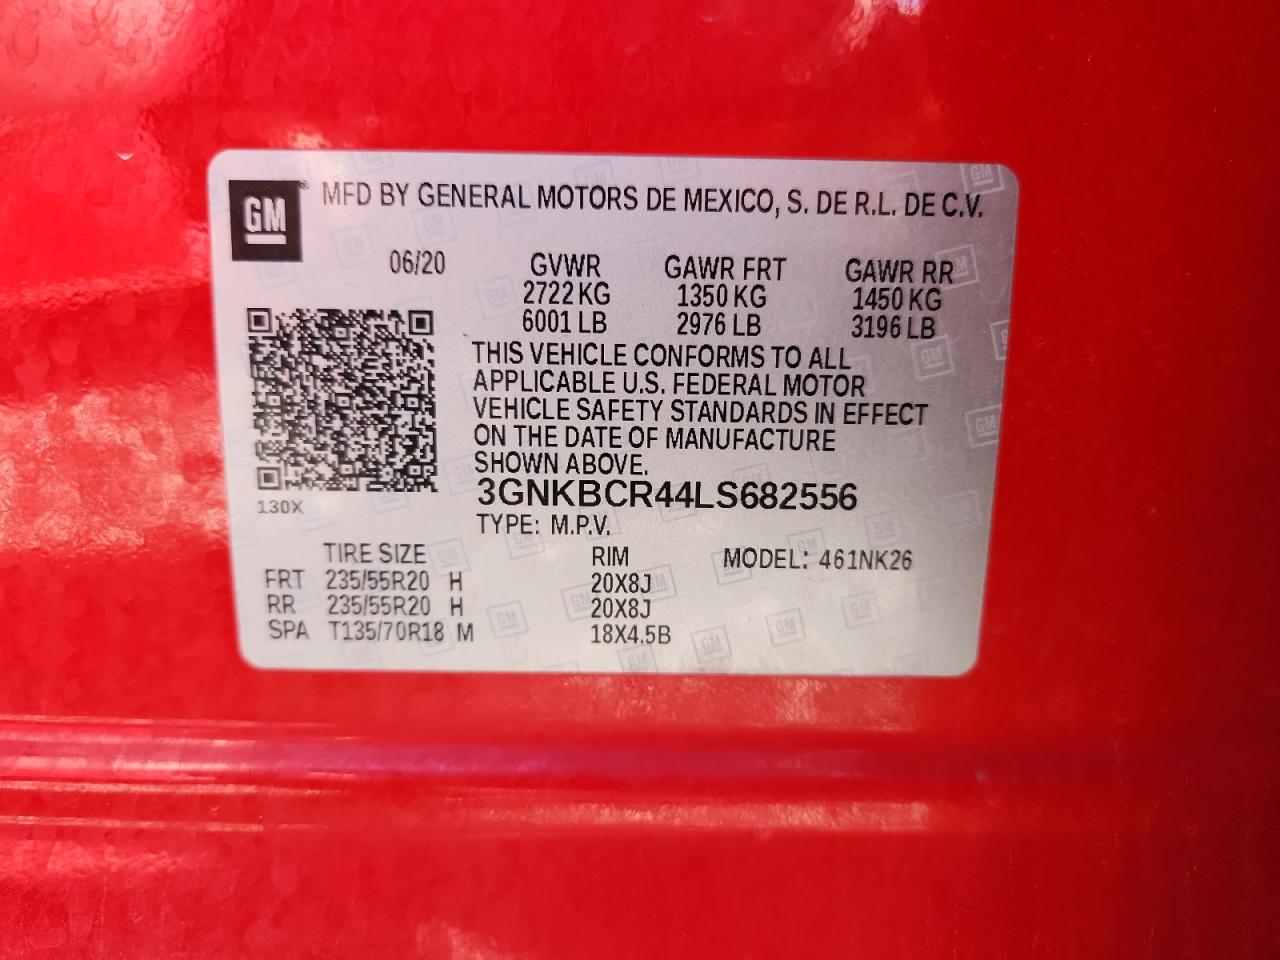 GM MFD BY GENERAL MOTORS DE MEXICO, S. DE R.L. DE C.V.
06/20 GVWR GAWR FRT GAWR RR
2722 KG 1350 KG 1450 KG
6001 LB 2976 LB 3196 LB
THIS VEHICLE CONFORMS TO ALL
APPLICABLE U.S. FEDERAL MOTOR
VEHICLE SAFETY STANDARDS IN EFFECT
ON THE DATE OF MANUFACTURE
SHOWN ABOVE.
3GNKBCR44LS682556
130X
TYPE: M.P.V.
TIRE SIZE RIM MODEL: 461NK26
FRT 235/55R20 H 20X8J
RR 235/55R20 H 20X8J
SPA T135/70R18 M 18X4.5B